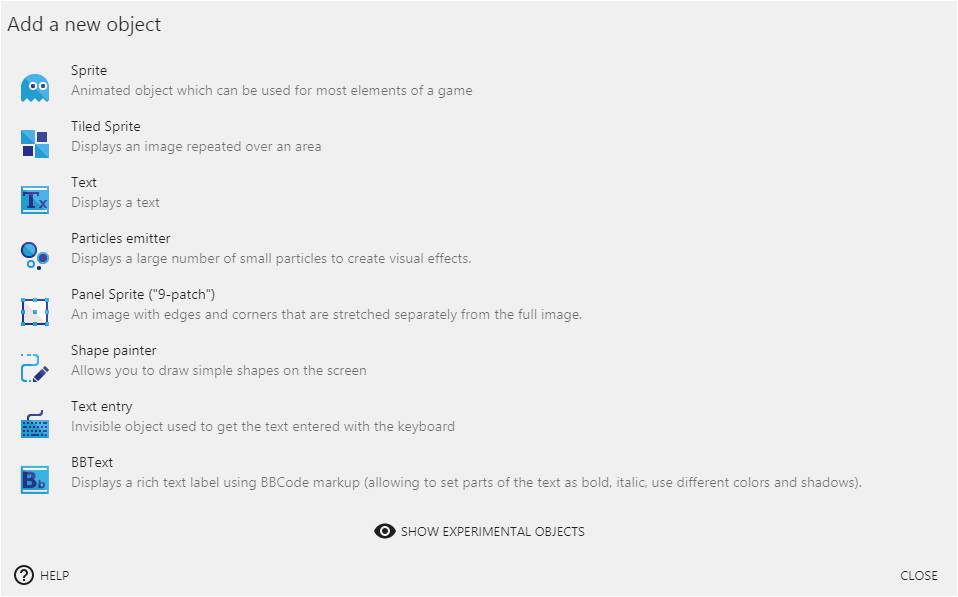 Add a new object
Sprite
Animated object which can be used for most elements of a game
Tiled Sprite
Displays an image repeated over an area
Tx
Text
Displays a text
Particles emitter
Displays a large number of small particles to create visual effects.
Panel Sprite ("9-patch")
An image with edges and corners that are stretched separately from the full image.
Shape painter
Allows you to draw simple shapes on the screen
Text entry
Invisible object used to get the text entered with the keyboard
Bb
BBText
Displays a rich text label using BBCode markup (allowing to set parts of the text as bold, italic, use different colors and shadows).
SHOW EXPERIMENTAL OBJECTS
? HELP
CLOSE